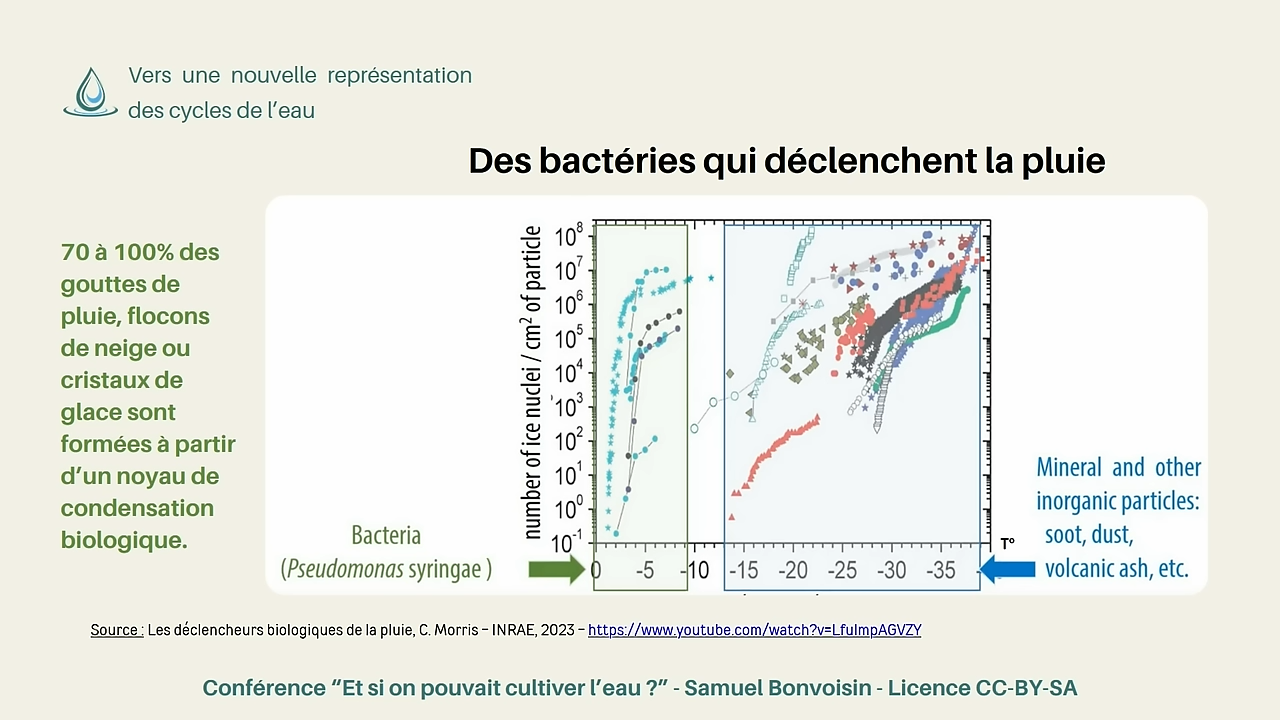 Vers une nouvelle représentation
des cycles de l'eau
Des bactéries qui déclenchent la pluie
70 à 100% des
gouttes de
pluie, flocons
de neige ou
cristaux de
glace sont
formées à partir
d'un noyau de
condensation
biologique.
number of ice nuclei / cm² of particle
10⁸
10⁷
10⁶
10⁵
10⁴
10³
10²
10¹
10⁰
10⁻¹
0 -5 -10 -15 -20 -25 -30 -35
T°
Bacteria
(Pseudomonas syringae )
Mineral and other
inorganic particles:
soot, dust,
volcanic ash, etc.
Source : Les déclencheurs biologiques de la pluie, C. Morris – INRAE, 2023 – https://www.youtube.com/watch?v=LfuImpAGVZY
Conférence "Et si on pouvait cultiver l'eau ?" - Samuel Bonvoisin - Licence CC-BY-SA